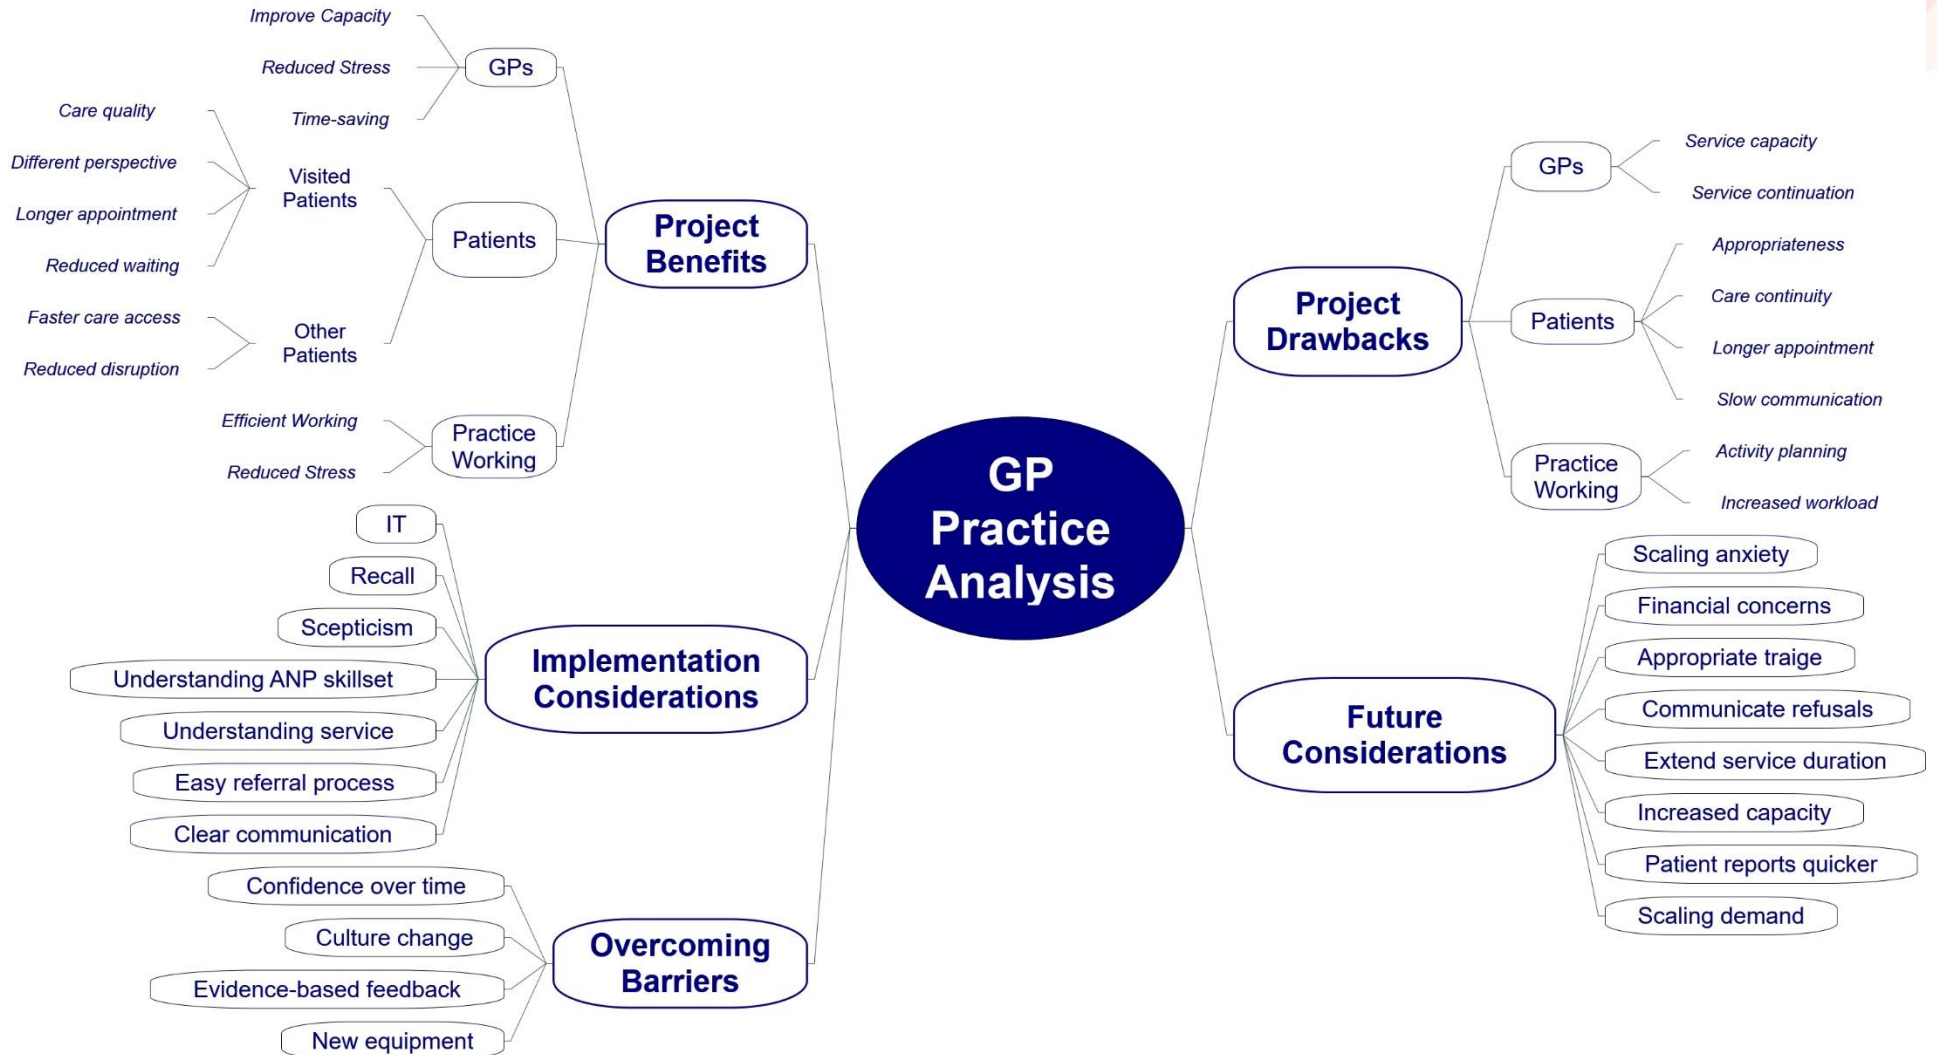 GP
Practice
Analysis
Project
Benefits
GPs
Improve Capacity
Reduced Stress
Time-saving
Patients
Visited
Patients
Care quality
Different perspective
Longer appointment
Reduced waiting
Other
Patients
Faster care access
Reduced disruption
Practice
Working
Efficient Working
Reduced Stress
Implementation
Considerations
IT
Recall
Scepticism
Understanding ANP skillset
Understanding service
Easy referral process
Clear communication
Overcoming
Barriers
Confidence over time
Culture change
Evidence-based feedback
New equipment
Project
Drawbacks
GPs
Service capacity
Service continuation
Patients
Appropriateness
Care continuity
Longer appointment
Slow communication
Practice
Working
Activity planning
Increased workload
Future
Considerations
Scaling anxiety
Financial concerns
Appropriate traige
Communicate refusals
Extend service duration
Increased capacity
Patient reports quicker
Scaling demand